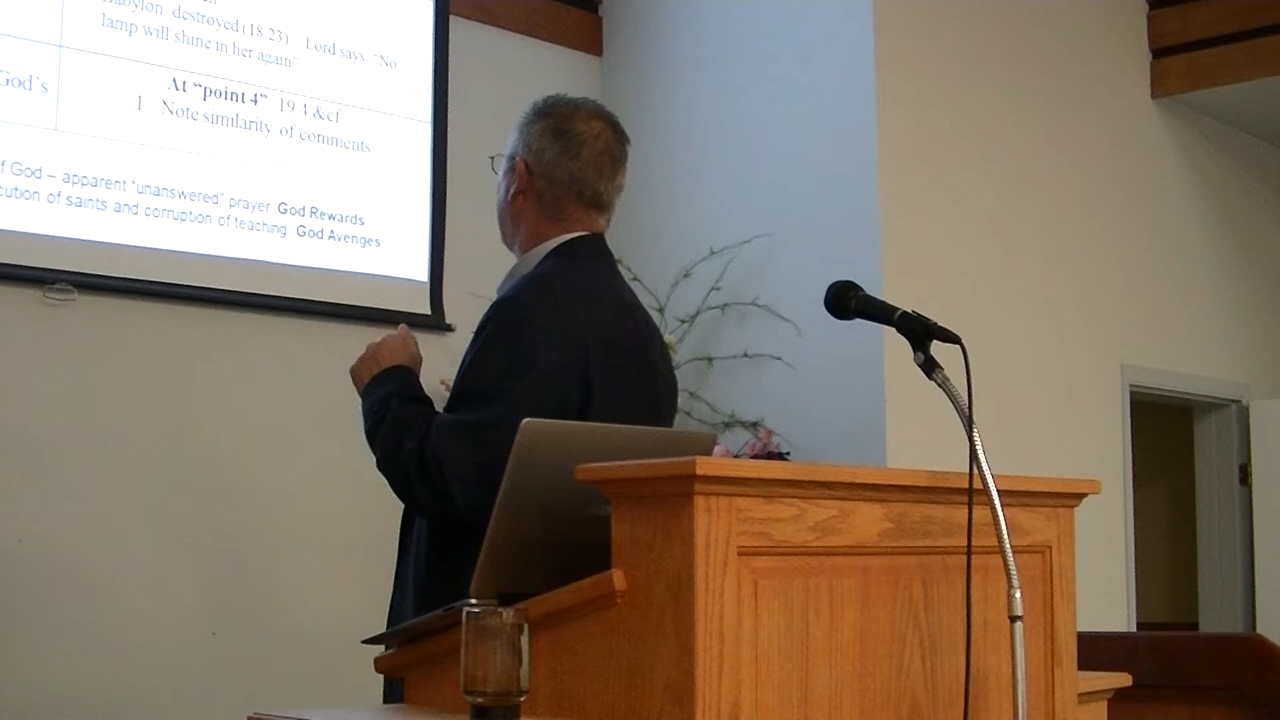 Babylon destroyed (18 23) Lord says "No
lamp will shine in her again"
God's
At "point 4" 19 4 &cf
1 Note similarity of comments
f God – apparent "unanswered" prayer God Rewards
cution of saints and corruption of teaching God Avenges